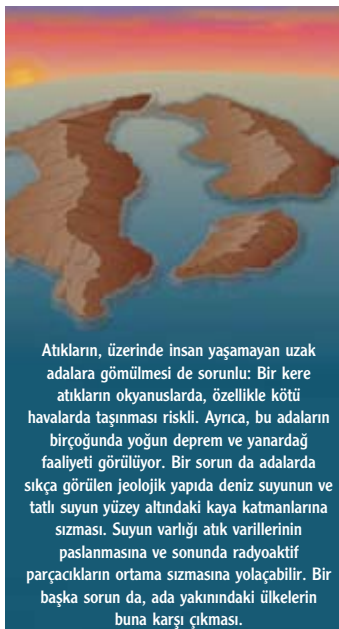 Atıkların, üzerinde insan yaşamayan uzak
adalara gömülmesi de sorunlu: Bir kere
atıkların okyanuslarda, özellikle kötü
havalarda taşınması riskli. Ayrıca, bu adaların
birçoğunda yoğun deprem ve yanardağ
faaliyeti görülüyor. Bir sorun da adalarda
sıkça görülen jeolojik yapıda deniz suyunun ve
tatlı suyun yüzey altındaki kaya katmanlarına
sızması. Suyun varlığı atık varillerinin
paslanmasına ve sonunda radyoaktif
parçacıkların ortama sızmasına yolaçabilir. Bir
başka sorun da, ada yakınındaki ülkelerin
buna karşı çıkması.